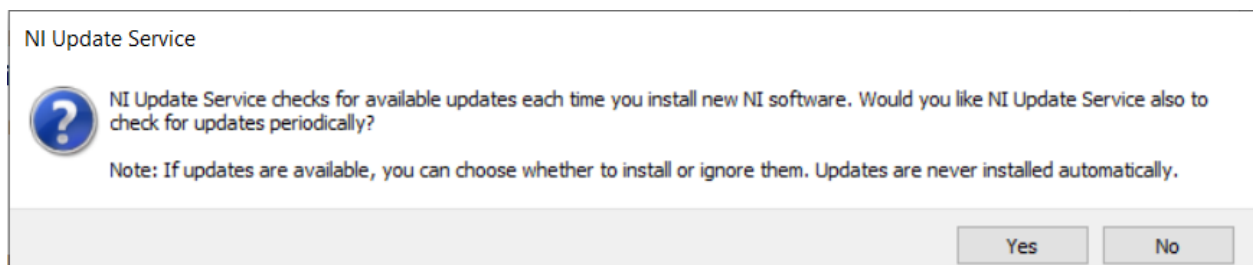 NI Update Service
NI Update Service checks for available updates each time you install new NI software. Would you like NI Update Service also to
check for updates periodically?
Note: If updates are available, you can choose whether to install or ignore them. Updates are never installed automatically.
Yes No